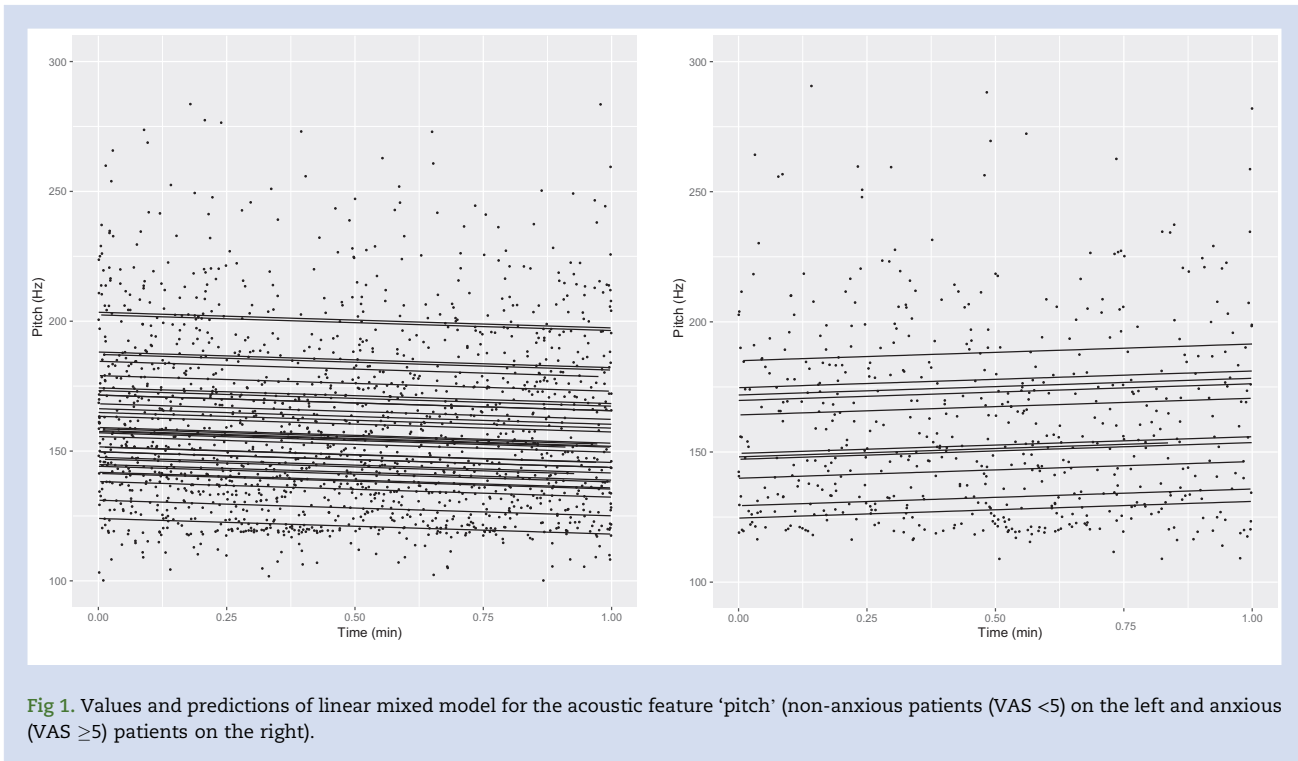 300
250
200
150
100
Pitch (Hz)
0.00 0.25 0.50 0.75 1.00
Time (min)
300
250
200
150
100
Pitch (Hz)
0.00 0.25 0.50 0.75 1.00
Time (min)
Fig 1. Values and predictions of linear mixed model for the acoustic feature ‘pitch’ (non-anxious patients (VAS <5) on the left and anxious
(VAS ≥5) patients on the right).